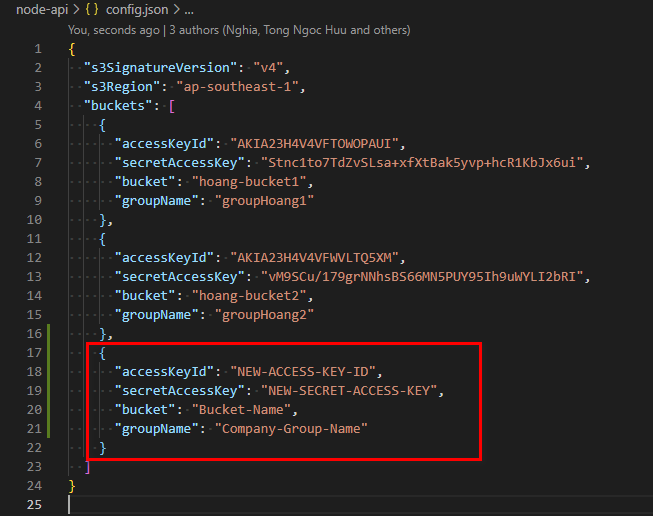 node-api > {} config.json > ...
You, seconds ago | 3 authors (Nghia, Tong Ngoc Huu and others)
1 {
2 "s3SignatureVersion": "v4",
3 "s3Region": "ap-southeast-1",
4 "buckets": [
5 {
6 "accessKeyId": "AKIA23H4V4VFTOWOPAUI",
7 "secretAccessKey": "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",
8 "bucket": "hoang-bucket1",
9 "groupName": "groupHoang1"
10 },
11 {
12 "accessKeyId": "AKIA23H4V4VFWVLTQ5XM",
13 "secretAccessKey": "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",
14 "bucket": "hoang-bucket2",
15 "groupName": "groupHoang2"
16 },
17 {
18 "accessKeyId": "NEW-ACCESS-KEY-ID",
19 "secretAccessKey": "NEW-SECRET-ACCESS-KEY",
20 "bucket": "Bucket-Name",
21 "groupName": "Company-Group-Name"
22 }
23 ]
24 }
25